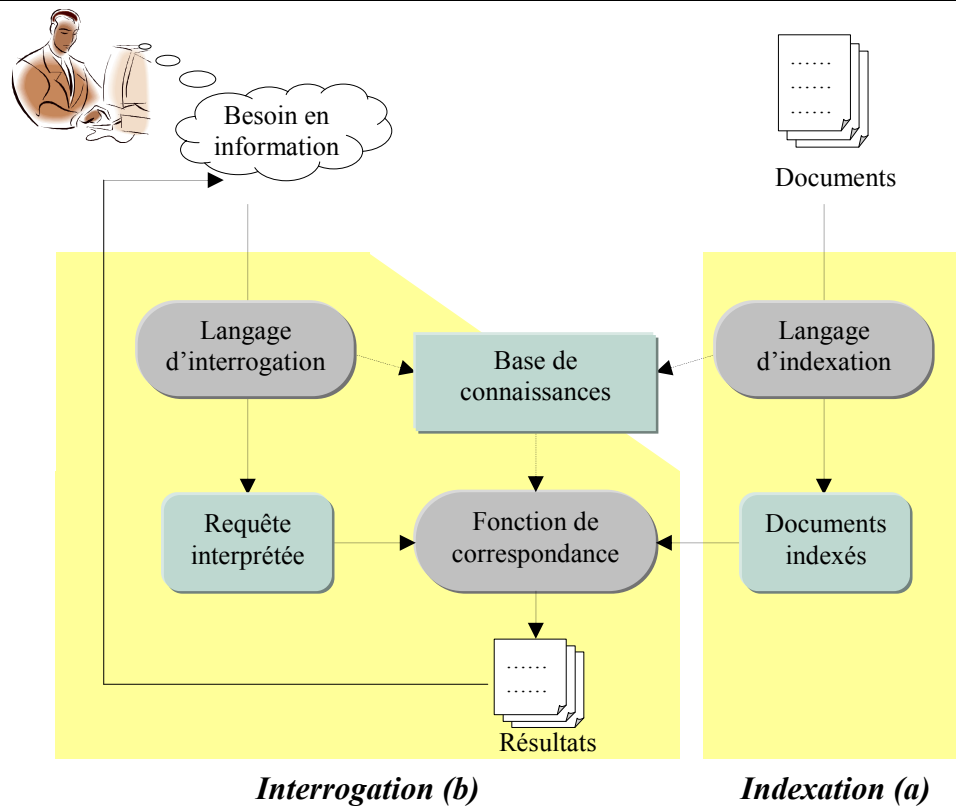 Besoin en
information
Documents
Langage
d’interrogation
Base de
connaissances
Langage
d’indexation
Requête
interprétée
Fonction de
correspondance
Documents
indexés
Résultats
Interrogation (b)
Indexation (a)